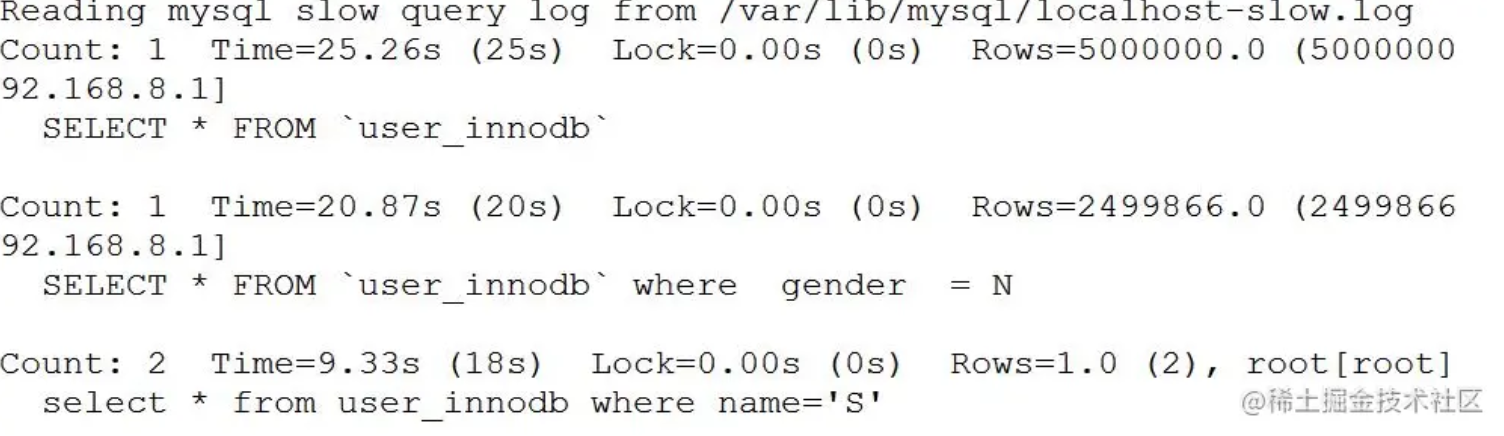 Reading mysql slow query log from /var/lib/mysql/localhost-slow.log
Count: 1  Time=25.26s (25s)  Lock=0.00s (0s)  Rows=5000000.0 (5000000
92.168.8.1]
  SELECT * FROM `user_innodb`
Count: 1  Time=20.87s (20s)  Lock=0.00s (0s)  Rows=2499866.0 (2499866
92.168.8.1]
  SELECT * FROM `user_innodb` where  gender  = N
Count: 2  Time=9.33s (18s)  Lock=0.00s (0s)  Rows=1.0 (2), root[root]
  select * from user_innodb where name='S'
@稀土掘金技术社区